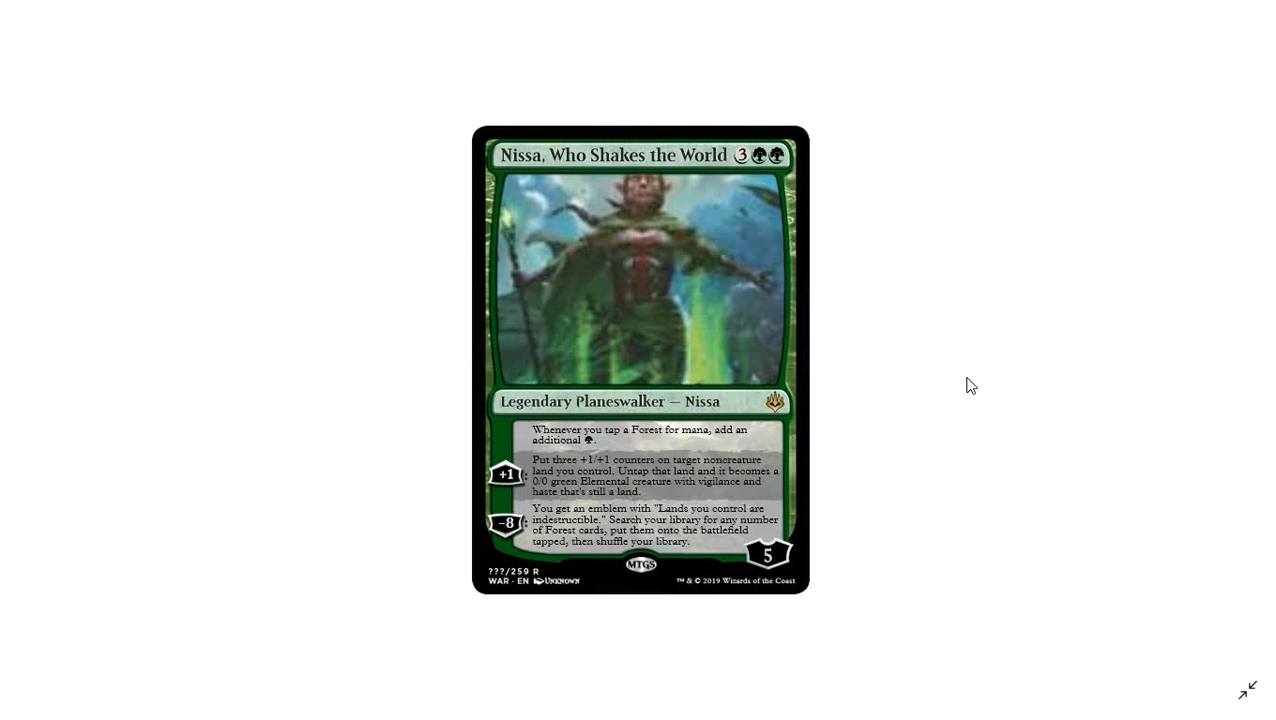 Nissa, Who Shakes the World 3
Legendary Planeswalker — Nissa
Whenever you tap a Forest for mana, add an
additional .
+1: Put three +1/+1 counters on target noncreature
land you control. Untap that land and it becomes a
0/0 green Elemental creature with vigilance and
haste that's still a land.
-8: You get an emblem with "Lands you control are
indestructible." Search your library for any number
of Forest cards, put them onto the battlefield
tapped, then shuffle your library.
5
MTGS
???/259 R
WAR · EN Unknown
™ & © 2019 Wizards of the Coast